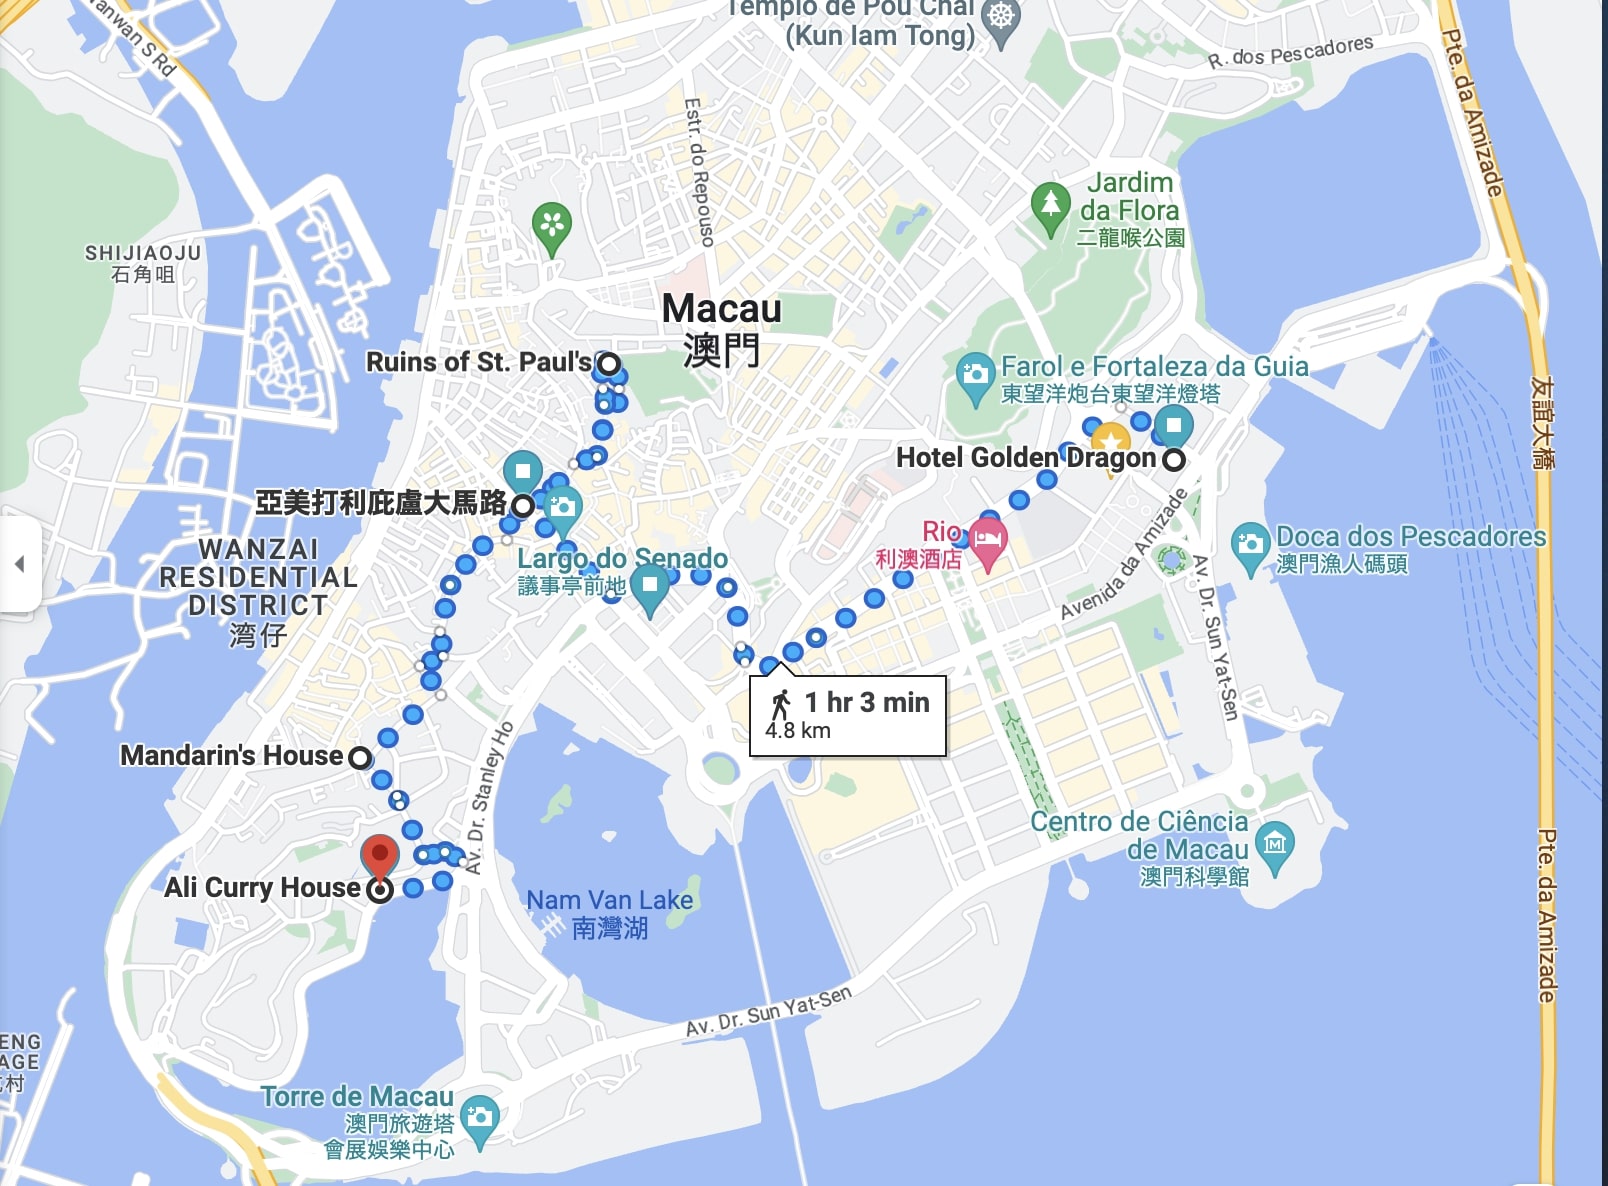 Templo de Pou Chai
(Kun Iam Tong)
Wanwan S Rd
R. dos Pescadores
Pte. da Amizade
Estr. do Repouso
Jardim
da Flora
二龍喉公園
SHIJIAOJU
石角咀
Macau
澳門
Ruins of St. Paul's
Farol e Fortaleza da Guia
東望洋炮台東望洋燈塔
友誼大橋
Hotel Golden Dragon
亞美打利庇盧大馬路
Avenida da Amizade
Rio
利澳酒店
Doca dos Pescadores
澳門漁人碼頭
WANZAI
RESIDENTIAL
DISTRICT
湾仔
Largo do Senado
議事亭前地
Av. Dr. Sun Yat-Sen
1 hr 3 min
4.8 km
Mandarin's House
Av. Dr. Stanley Ho
Centro de Ciência
de Macau
澳門科學館
Ali Curry House
Nam Van Lake
南灣湖
Pte. da Amizade
Av. Dr. Sun Yat-Sen
Torre de Macau
澳門旅遊塔
會展娛樂中心